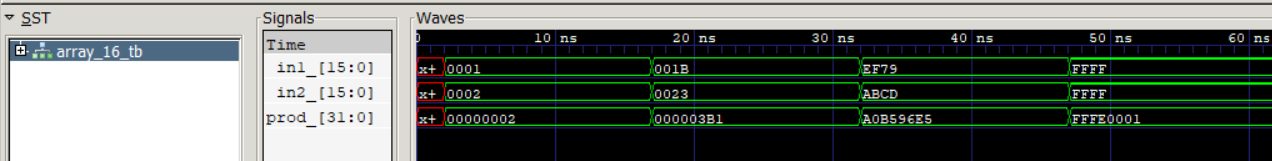 SST
Signals
Waves
array_16_tb
Time
0 10 ns 20 ns 30 ns 40 ns 50 ns 60 ns
in1_[15:0] x+ 0001 001B EF79 FFFF
in2_[15:0] x+ 0002 0023 ABCD FFFF
prod_[31:0] x+ 00000002 000003B1 A0B596E5 FFFE0001